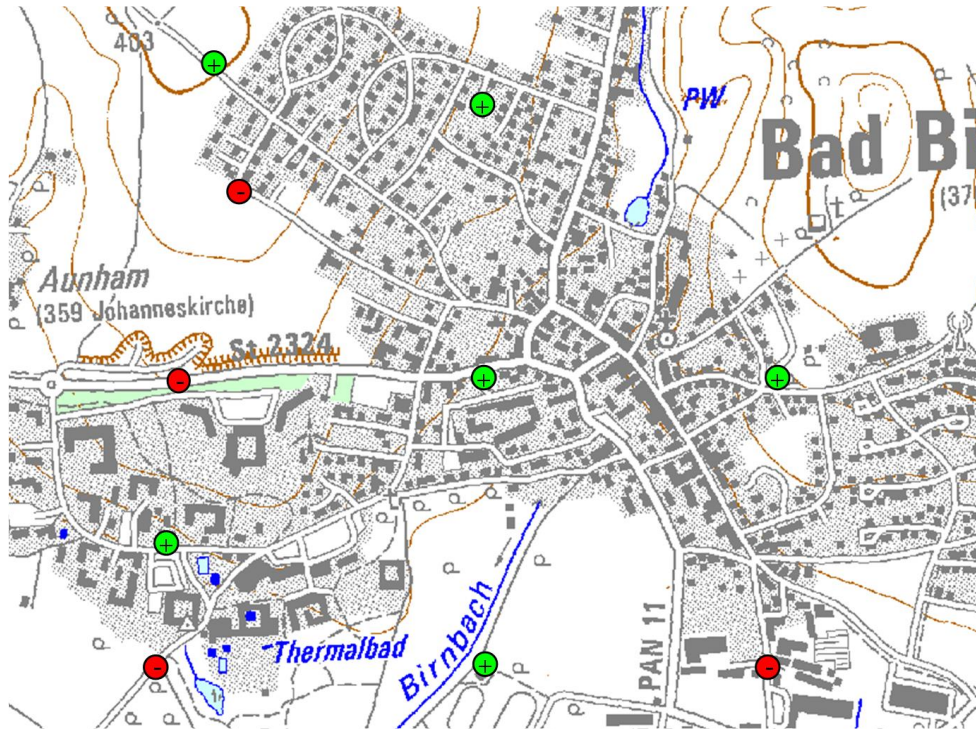 403
+
+
PW
Bad Bi
(37
-
Aunham
(359 Johanneskirche)
St 2324
-
+
+
+
Birnbach
PAN 11
Thermalbad
-
+
-